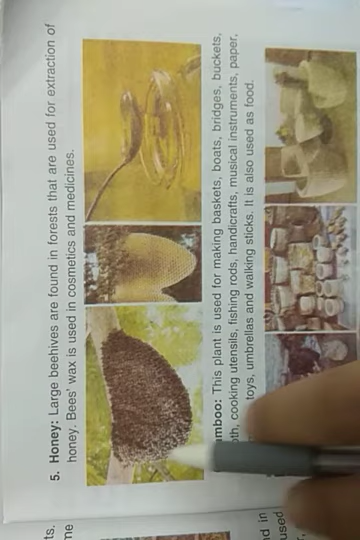 ts.
me
5. Honey: Large beehives are found in forests that are used for extraction of
honey. Bees' wax is used in cosmetics and medicines.
mboo: This plant is used for making baskets, boats, bridges, buckets,
oth, cooking utensils, fishing rods, handicrafts, musical instruments, paper,
toys, umbrellas and walking sticks. It is also used as food.
d in
used